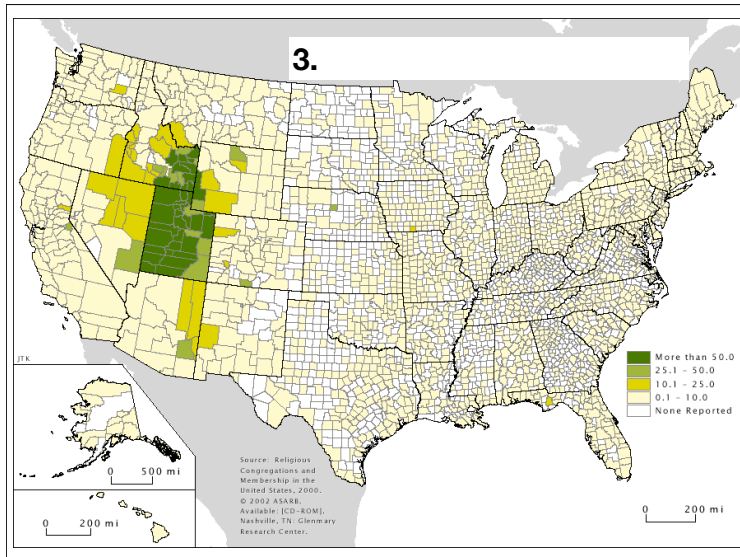 3.
JTK
More than 50.0
25.1 - 50.0
10.1 - 25.0
0.1 - 10.0
None Reported
0 500 mi
0 200 mi
Source: Religious
Congregations and
Membership in the
United States, 2000.
© 2002 ASARB.
Available: [CD-ROM].
Nashville, TN: Glenmary
Research Center.
0 200 mi